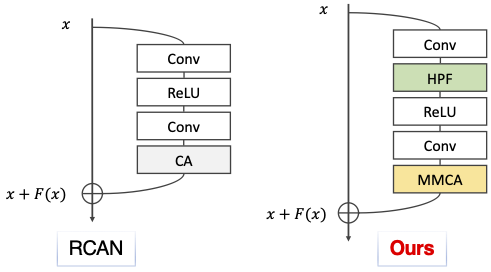 x
Conv
ReLU
Conv
CA
x + F(x)
RCAN
x
Conv
HPF
ReLU
Conv
MMCA
x + F(x)
Ours